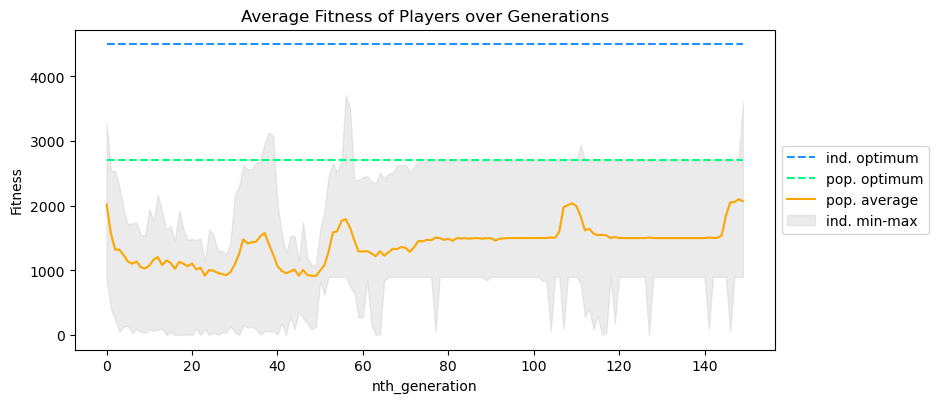 Average Fitness of Players over Generations
Fitness
4000
3000
2000
1000
0
0 20 40 60 80 100 120 140
nth_generation
ind. optimum
pop. optimum
pop. average
ind. min-max